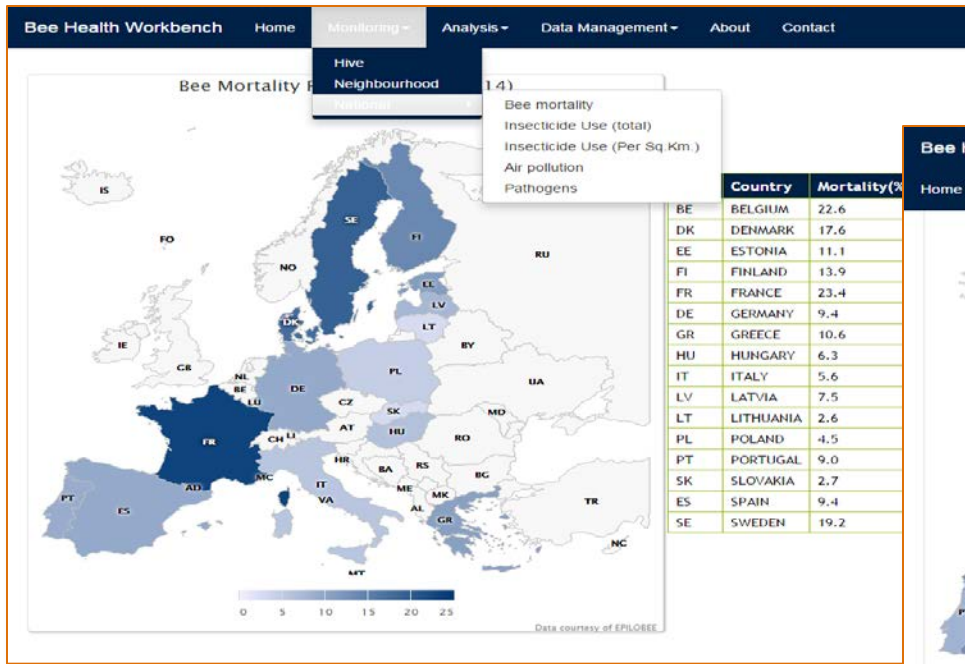 Bee Health Workbench Home Monitoring Analysis Data Management About Contact
Hive
Neighbourhood
National
Bee mortality
Insecticide Use (total)
Insecticide Use (Per Sq.Km.)
Air pollution
Pathogens
Bee Mortality 14)
Bee H
Home
Country Mortality(%
BE BELGIUM 22.6
DK DENMARK 17.6
EE ESTONIA 11.1
FI FINLAND 13.9
FR FRANCE 23.4
DE GERMANY 9.4
GR GREECE 10.6
HU HUNGARY 6.3
IT ITALY 5.6
LV LATVIA 7.5
LT LITHUANIA 2.6
PL POLAND 4.5
PT PORTUGAL 9.0
SK SLOVAKIA 2.7
ES SPAIN 9.4
SE SWEDEN 19.2
IS
SE
FI
FO
RU
NO
EE
LV
DK
LT
IE
BY
GB
NL
PL
BE
DE
UA
LU
CZ
SK
MD
AT
HU
FR
CH LI
RO
HR
BA
RS
MC
BG
IT
AD
ME
PT
VA
MK
TR
AL
ES
GR
NC
MT
0 5 10 15 20 25
Data courtesy of EPILOBEE
P